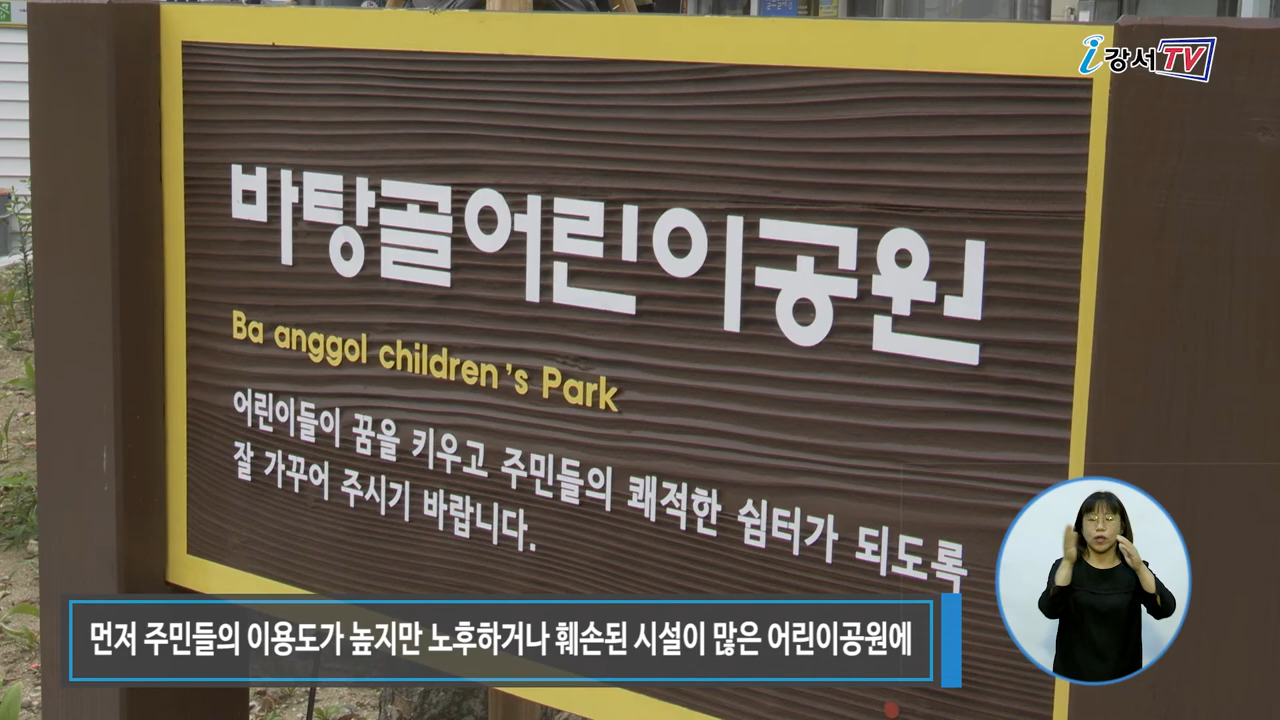 i강서TV
바탕골어린이공원
Ba anggol children's Park
어린이들이 꿈을 키우고 주민들의 쾌적한 쉼터가 되도록
잘 가꾸어 주시기 바랍니다.
먼저 주민들의 이용도가 높지만 노후하거나 훼손된 시설이 많은 어린이공원에